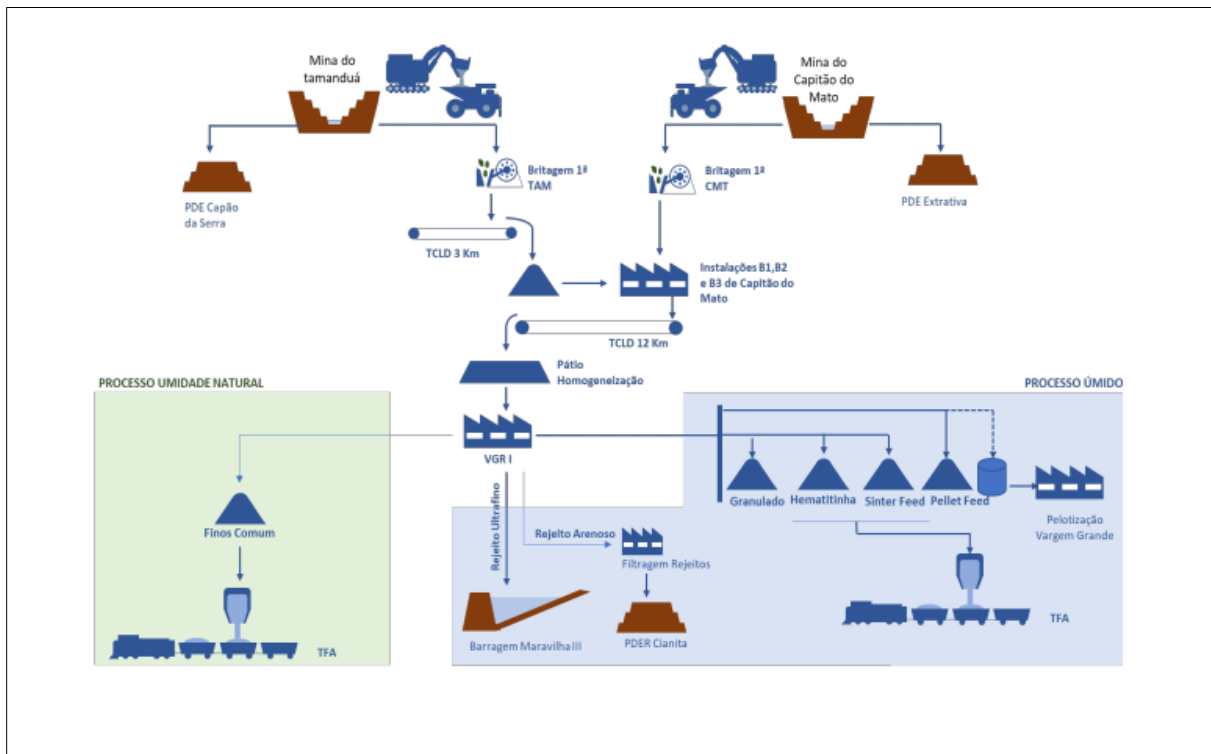 Mina do
tamanduá
Mina do
Capitão do
Mato
Britagem 1ª
TAM
Britagem 1ª
CMT
PDE Capão
da Serra
PDE Extrativa
TCLD 3 Km
Instalações B1,B2
e B3 de Capitão do
Mato
TCLD 12 Km
Pátio
Homogeneização
PROCESSO UMIDADE NATURAL
PROCESSO ÚMIDO
VGR I
Granulado
Hematitinha
Sinter Feed
Pellet Feed
Finos Comum
Rejeito Ultrafino
Rejeito Arenoso
Filtragem Rejeitos
Pelotização
Vargem Grande
TFA
Barragem Maravilha III
PDER Cianita
TFA